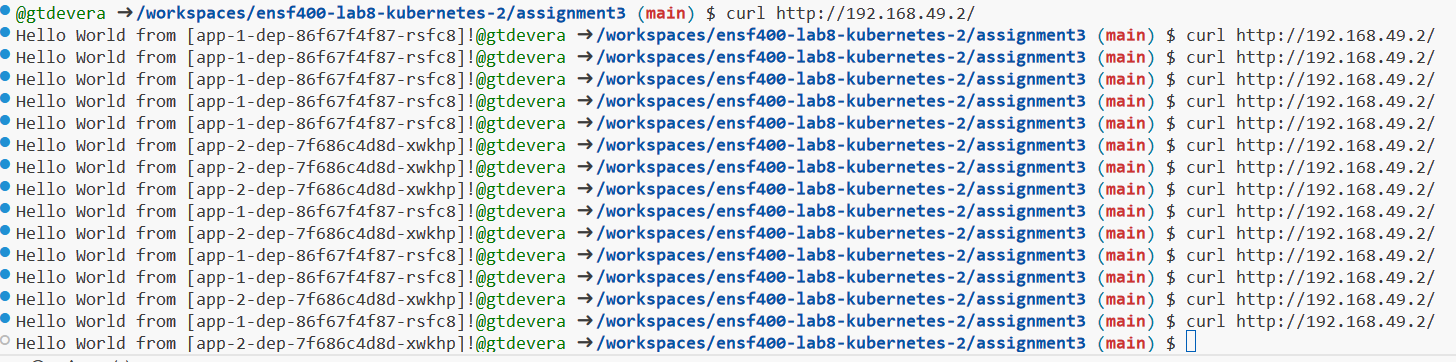 @gtdevera ➜/workspaces/ensf400-lab8-kubernetes-2/assignment3 (main) $ curl http://192.168.49.2/
Hello World from [app-1-dep-86f67f4f87-rsfc8]!@gtdevera ➜/workspaces/ensf400-lab8-kubernetes-2/assignment3 (main) $ curl http://192.168.49.2/
Hello World from [app-1-dep-86f67f4f87-rsfc8]!@gtdevera ➜/workspaces/ensf400-lab8-kubernetes-2/assignment3 (main) $ curl http://192.168.49.2/
Hello World from [app-1-dep-86f67f4f87-rsfc8]!@gtdevera ➜/workspaces/ensf400-lab8-kubernetes-2/assignment3 (main) $ curl http://192.168.49.2/
Hello World from [app-1-dep-86f67f4f87-rsfc8]!@gtdevera ➜/workspaces/ensf400-lab8-kubernetes-2/assignment3 (main) $ curl http://192.168.49.2/
Hello World from [app-1-dep-86f67f4f87-rsfc8]!@gtdevera ➜/workspaces/ensf400-lab8-kubernetes-2/assignment3 (main) $ curl http://192.168.49.2/
Hello World from [app-2-dep-7f686c4d8d-xwkhp]!@gtdevera ➜/workspaces/ensf400-lab8-kubernetes-2/assignment3 (main) $ curl http://192.168.49.2/
Hello World from [app-2-dep-7f686c4d8d-xwkhp]!@gtdevera ➜/workspaces/ensf400-lab8-kubernetes-2/assignment3 (main) $ curl http://192.168.49.2/
Hello World from [app-2-dep-7f686c4d8d-xwkhp]!@gtdevera ➜/workspaces/ensf400-lab8-kubernetes-2/assignment3 (main) $ curl http://192.168.49.2/
Hello World from [app-1-dep-86f67f4f87-rsfc8]!@gtdevera ➜/workspaces/ensf400-lab8-kubernetes-2/assignment3 (main) $ curl http://192.168.49.2/
Hello World from [app-2-dep-7f686c4d8d-xwkhp]!@gtdevera ➜/workspaces/ensf400-lab8-kubernetes-2/assignment3 (main) $ curl http://192.168.49.2/
Hello World from [app-1-dep-86f67f4f87-rsfc8]!@gtdevera ➜/workspaces/ensf400-lab8-kubernetes-2/assignment3 (main) $ curl http://192.168.49.2/
Hello World from [app-1-dep-86f67f4f87-rsfc8]!@gtdevera ➜/workspaces/ensf400-lab8-kubernetes-2/assignment3 (main) $ curl http://192.168.49.2/
Hello World from [app-2-dep-7f686c4d8d-xwkhp]!@gtdevera ➜/workspaces/ensf400-lab8-kubernetes-2/assignment3 (main) $ curl http://192.168.49.2/
Hello World from [app-1-dep-86f67f4f87-rsfc8]!@gtdevera ➜/workspaces/ensf400-lab8-kubernetes-2/assignment3 (main) $ curl http://192.168.49.2/
Hello World from [app-2-dep-7f686c4d8d-xwkhp]!@gtdevera ➜/workspaces/ensf400-lab8-kubernetes-2/assignment3 (main) $